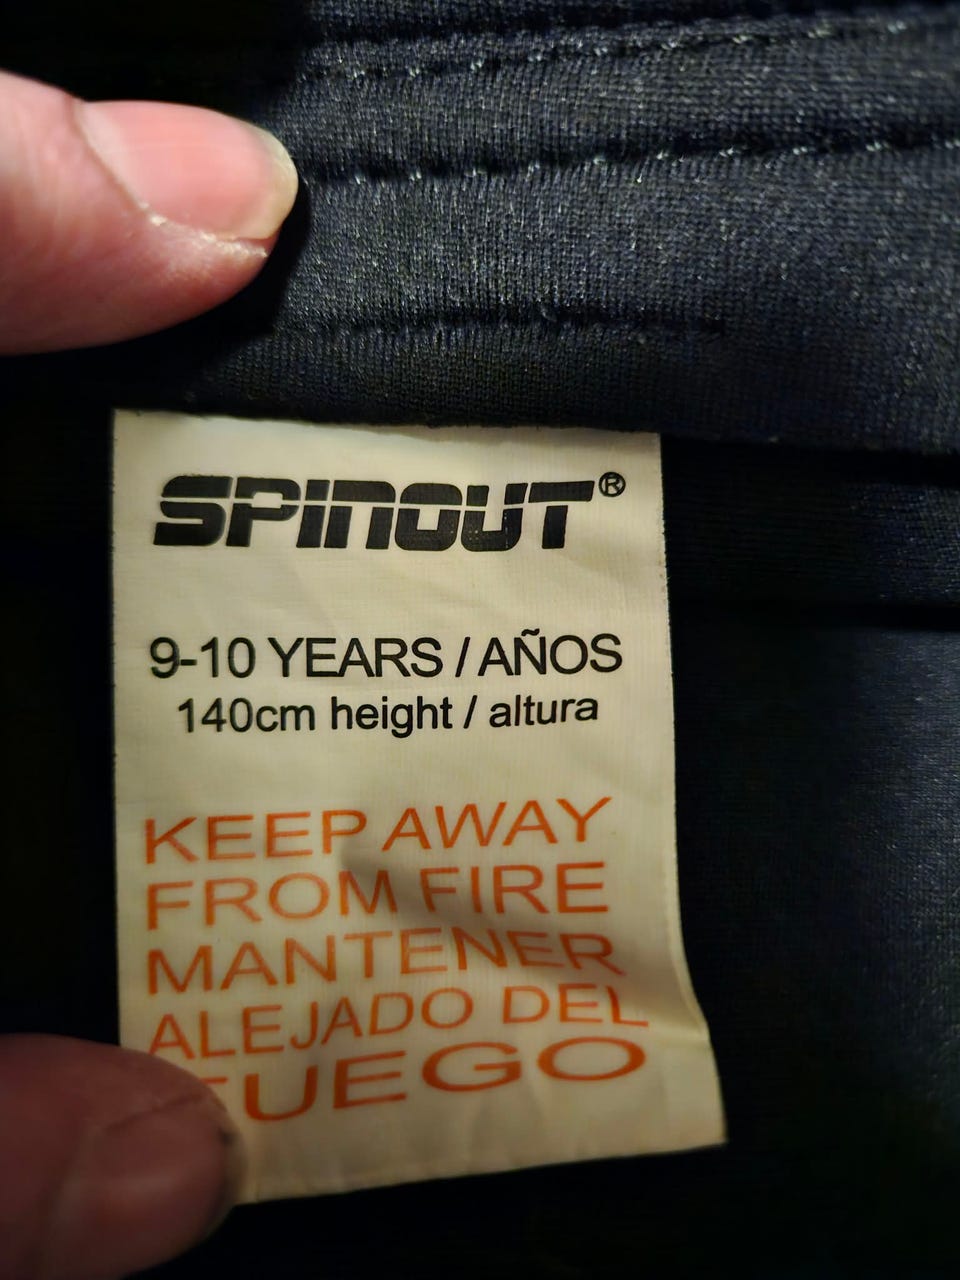 SPINOUT®
9-10 YEARS / AÑOS
140cm height / altura
KEEP AWAY
FROM FIRE
MANTENER
ALEJADO DEL
FUEGO